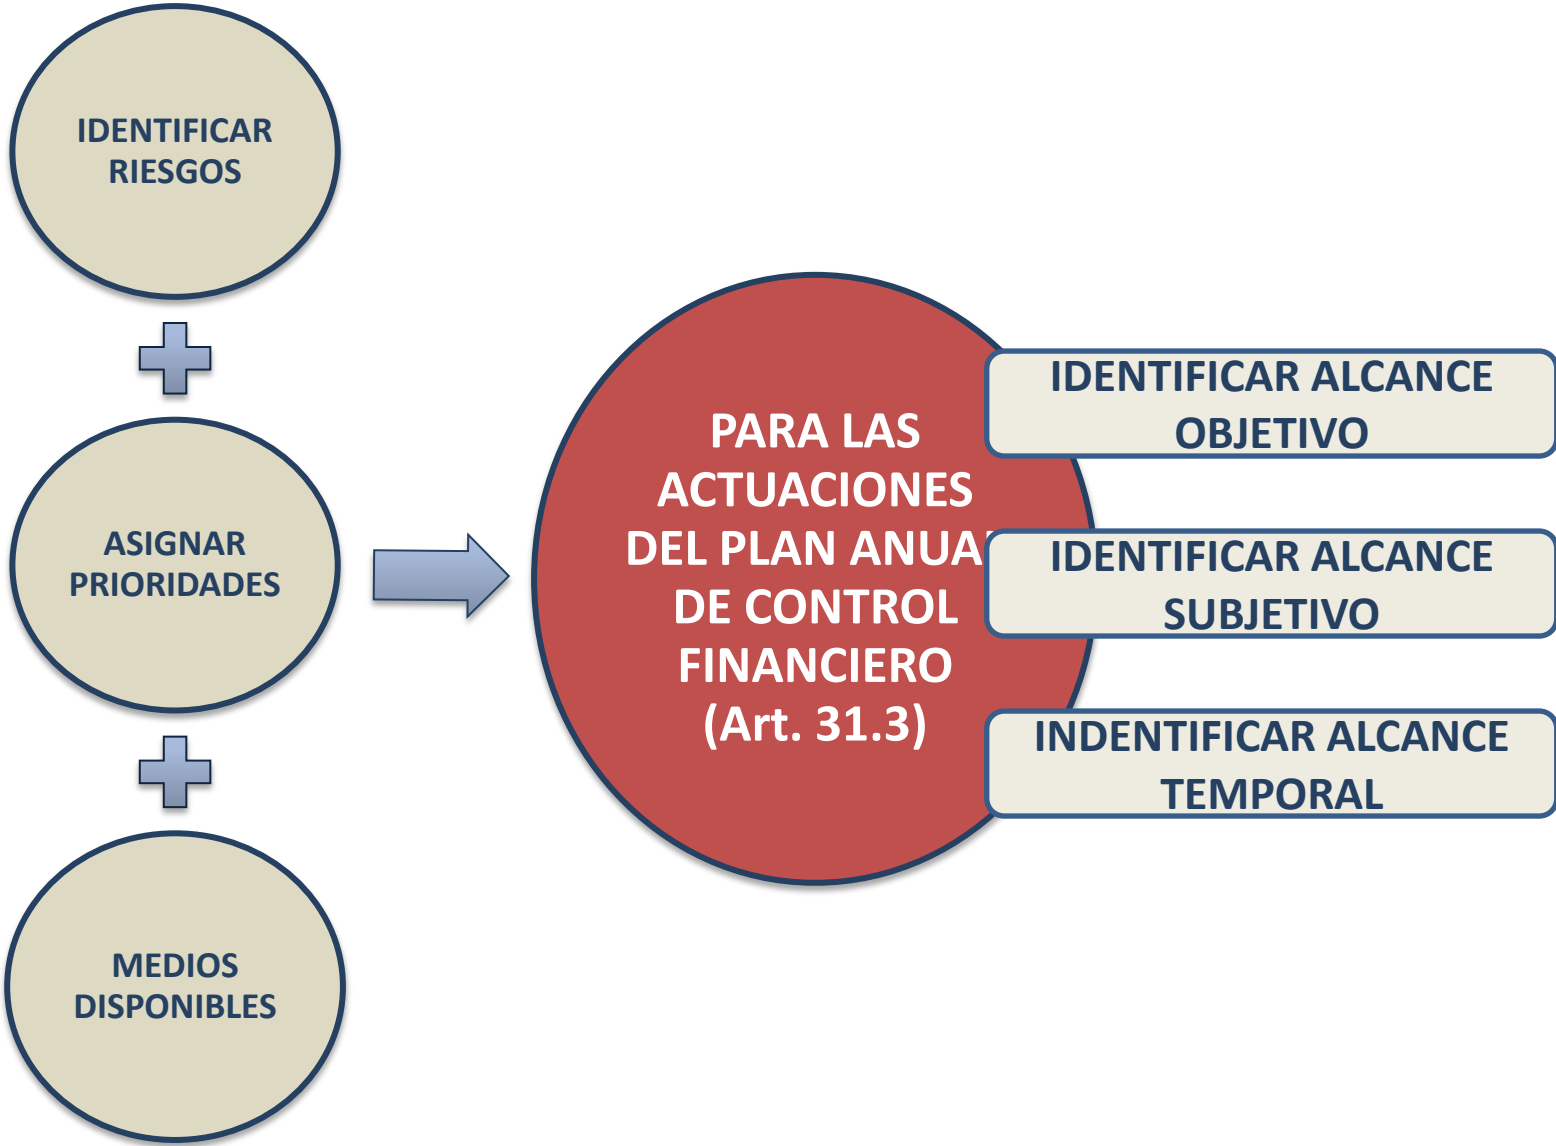 IDENTIFICAR
RIESGOS
ASIGNAR
PRIORIDADES
MEDIOS
DISPONIBLES
PARA LAS
ACTUACIONES
DEL PLAN ANUA
DE CONTROL
FINANCIERO
(Art. 31.3)
IDENTIFICAR ALCANCE
OBJETIVO
IDENTIFICAR ALCANCE
SUBJETIVO
INDENTIFICAR ALCANCE
TEMPORAL